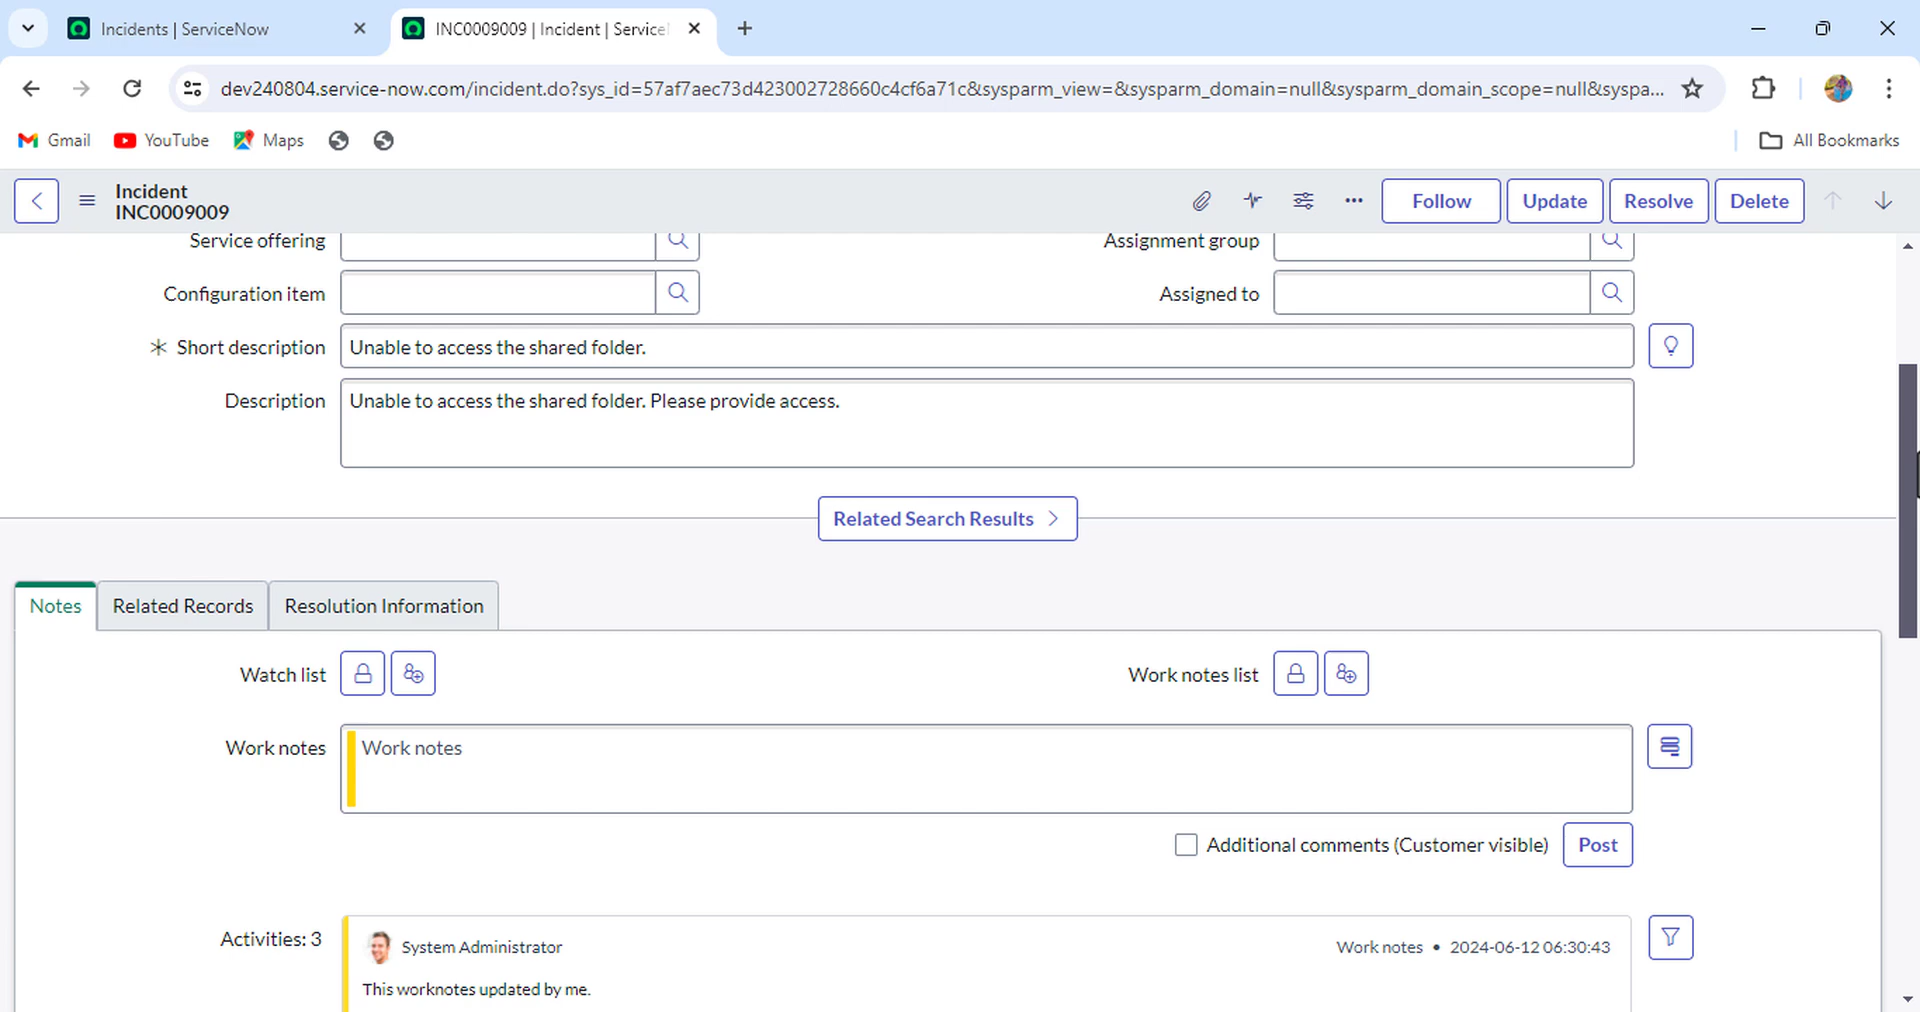 Incidents | ServiceNow
INC0009009 | Incident | Service
dev240804.service-now.com/incident.do?sys_id=57af7aec73d423002728660c4cf6a71c&sysparm_view=&sysparm_domain=null&sysparm_domain_scope=null&syspa...
Gmail
YouTube
Maps
All Bookmarks
Incident
INC0009009
Follow
Update
Resolve
Delete
Service offering
Assignment group
Configuration item
Assigned to
Short description
Unable to access the shared folder.
Description
Unable to access the shared folder. Please provide access.
Related Search Results
Notes
Related Records
Resolution Information
Watch list
Work notes list
Work notes
Work notes
Additional comments (Customer visible)
Post
Activities: 3
System Administrator
Work notes • 2024-06-12 06:30:43
This worknotes updated by me.